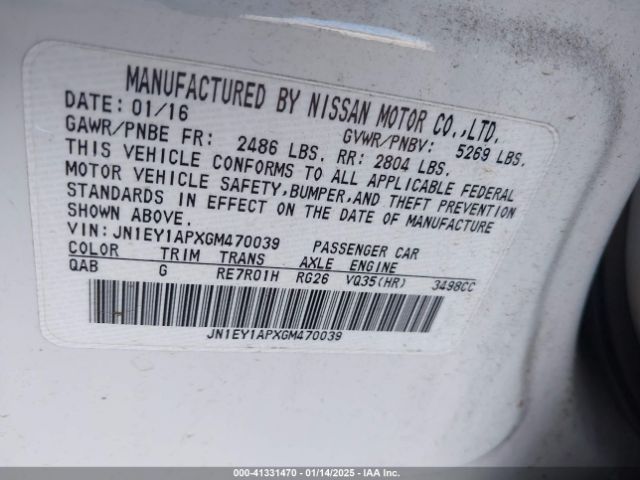 MANUFACTURED BY NISSAN MOTOR CO.,LTD.
DATE: 01/16 GVWR/PNBV: 5269 LBS.
GAWR/PNBE FR: 2486 LBS. RR: 2804 LBS.
THIS VEHICLE CONFORMS TO ALL APPLICABLE FEDERAL
MOTOR VEHICLE SAFETY,BUMPER,AND THEFT PREVENTION
STANDARDS IN EFFECT ON THE DATE OF MANUFACTURE
SHOWN ABOVE.
VIN: JN1EY1APXGM470039 PASSENGER CAR
COLOR TRIM TRANS AXLE ENGINE
QAB G RE7R01H RG26 VQ35(HR) 3498CC
JN1EY1APXGM470039
000-41331470 - 01/14/2025 - IAA Inc.